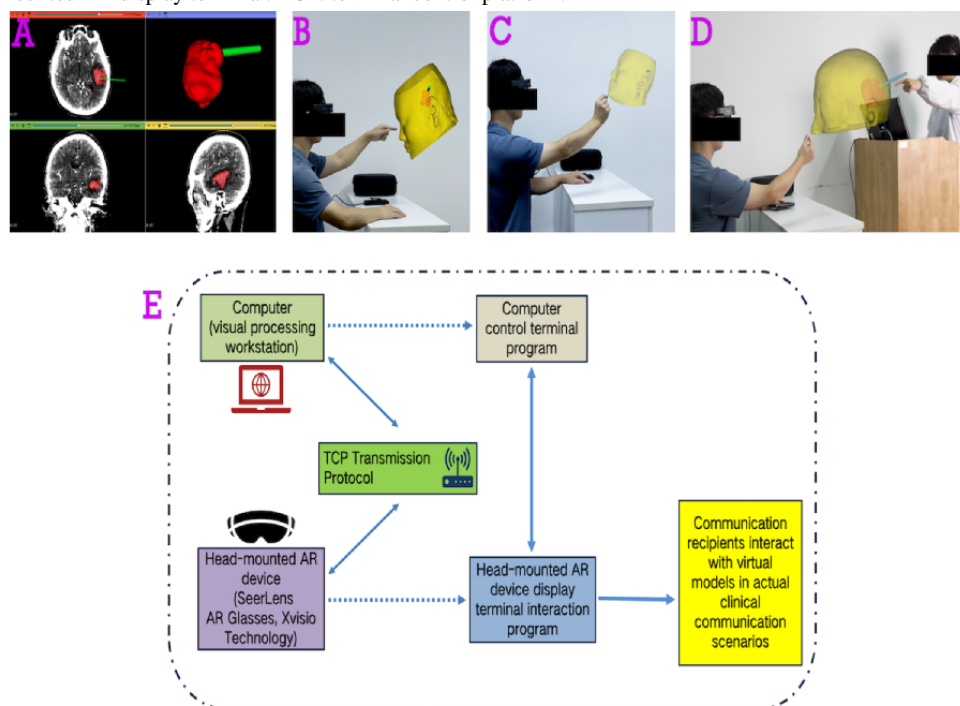 A
B
C
D
E
Computer
(visual processing
workstation)
Computer
control terminal
program
TCP Transmission
Protocol
Head-mounted AR
device
(SeerLens
AR Glasses, Xvisio
Technology)
Head-mounted AR
device display
terminal interaction
program
Communication
recipients interact
with virtual models in
actual clinical
communication
scenarios